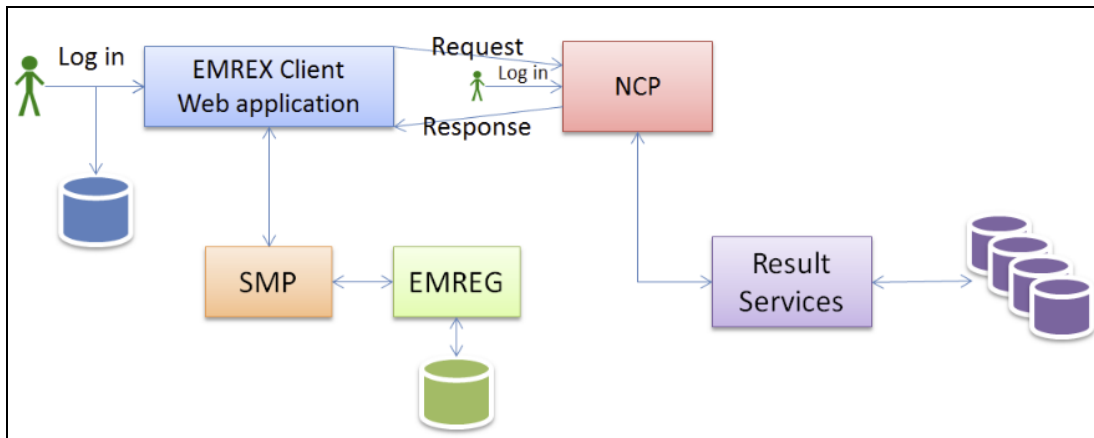 Log in
EMREX Client
Web application
Request
Log in
Response
NCP
SMP
EMREG
Result
Services